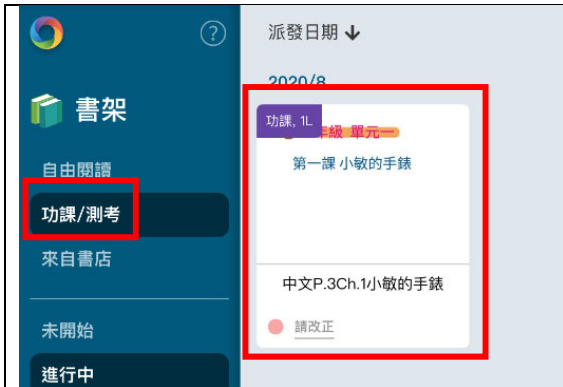 ?
書架
自由閱讀
功課/測考
來自書店
未開始
進行中
派發日期
2020/8
功課, 1L
年級 單元一
第一課 小敏的手錶
中文P.3Ch.1小敏的手錶
請改正